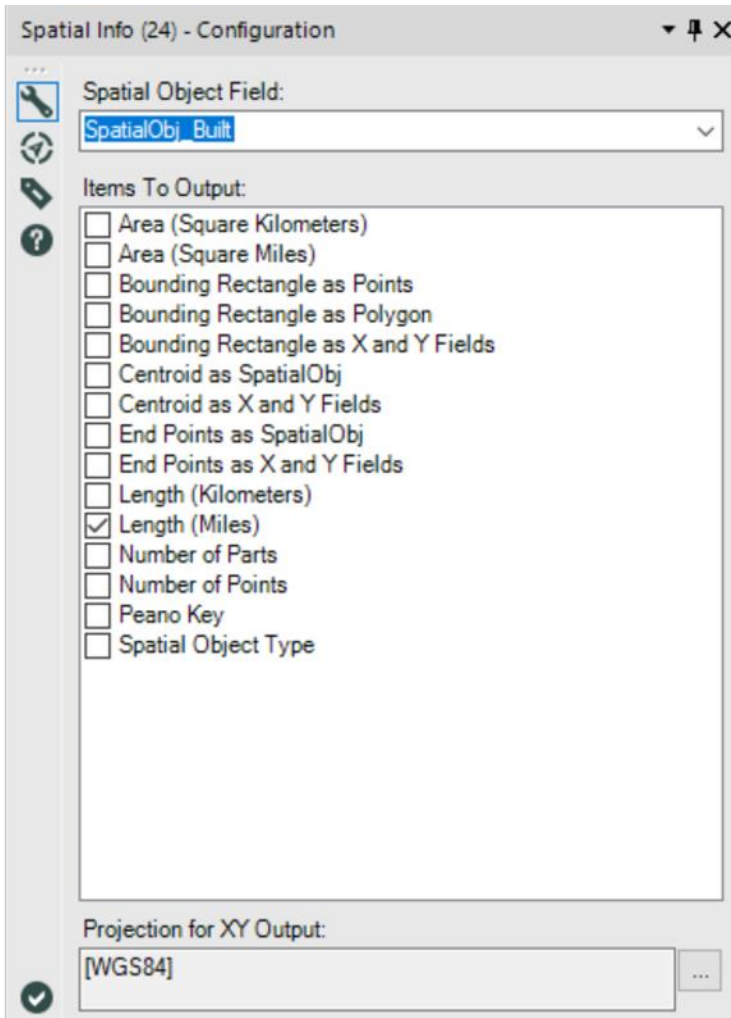 Spatial Info (24) - Configuration
Spatial Object Field:
SpatialObj_Built
Items To Output:
Area (Square Kilometers)
Area (Square Miles)
Bounding Rectangle as Points
Bounding Rectangle as Polygon
Bounding Rectangle as X and Y Fields
Centroid as SpatialObj
Centroid as X and Y Fields
End Points as SpatialObj
End Points as X and Y Fields
Length (Kilometers)
Length (Miles)
Number of Parts
Number of Points
Peano Key
Spatial Object Type
Projection for XY Output:
[WGS84]
...